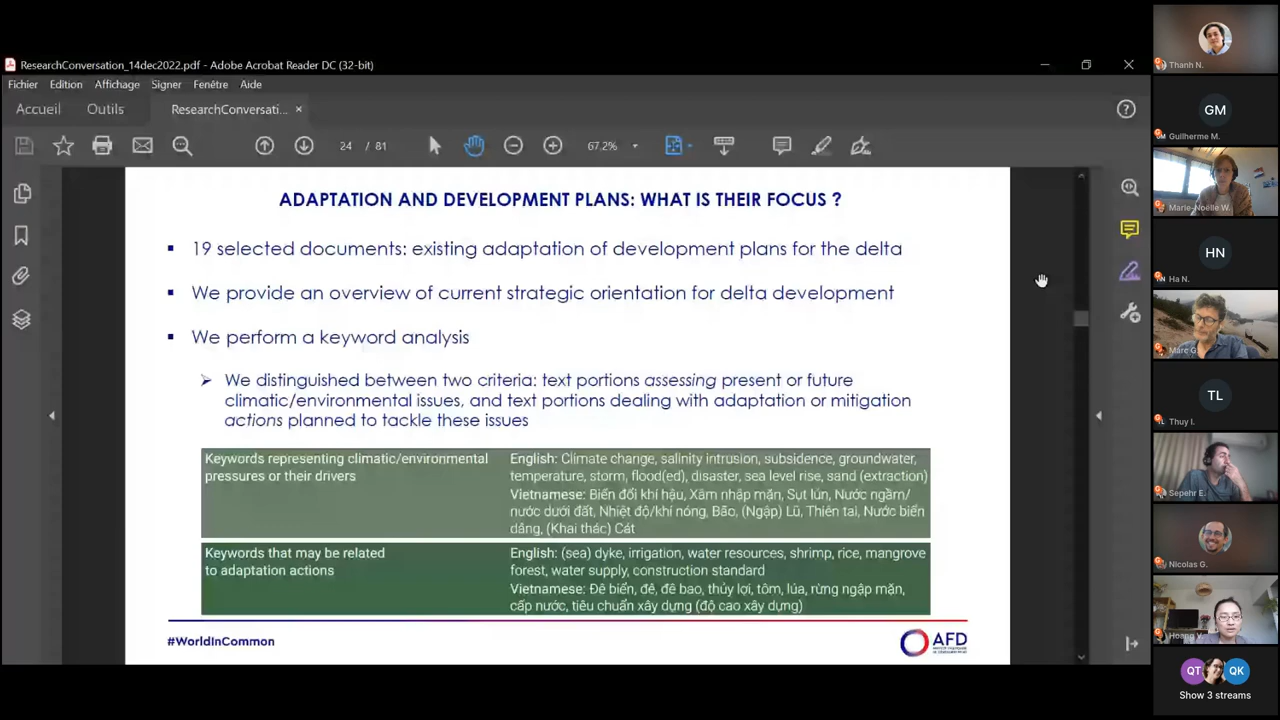 ResearchConversation_14dec2022.pdf - Adobe Acrobat Reader DC (32-bit)
Fichier Edition Affichage Signer Fenêtre Aide
Accueil Outils ResearchConversati...
24 / 81 67.2%
ADAPTATION AND DEVELOPMENT PLANS: WHAT IS THEIR FOCUS ?
19 selected documents: existing adaptation of development plans for the delta
We provide an overview of current strategic orientation for delta development
We perform a keyword analysis
We distinguished between two criteria: text portions assessing present or future
climatic/environmental issues, and text portions dealing with adaptation or mitigation
actions planned to tackle these issues
Keywords representing climatic/environmental
pressures or their drivers
English: Climate change, salinity intrusion, subsidence, groundwater,
temperature, storm, flood(ed), disaster, sea level rise, sand (extraction)
Vietnamese: Biến đổi khí hậu, Xâm nhập mặn, Sụt lún, Nước ngầm/
nước dưới đất, Nhiệt độ/khí nóng, Bão, (Ngập) Lũ, Thiên tai, Nước biển
dâng, (Khai thác) Cát
Keywords that may be related
to adaptation actions
English: (sea) dyke, irrigation, water resources, shrimp, rice, mangrove
forest, water supply, construction standard
Vietnamese: Đê biển, đê, đê bao, thủy lợi, tôm, lúa, rừng ngập mặn,
cấp nước, tiêu chuẩn xây dựng (độ cao xây dựng)
#WorldInCommon
AFD
Thanh N.
GM
Guilherme M.
Marie-Noëlle W.
HN
Ha N.
Marc G.
TL
Thuy l.
Sepehr E.
Nicolas G.
Hoang V.
QT QK
Show 3 streams